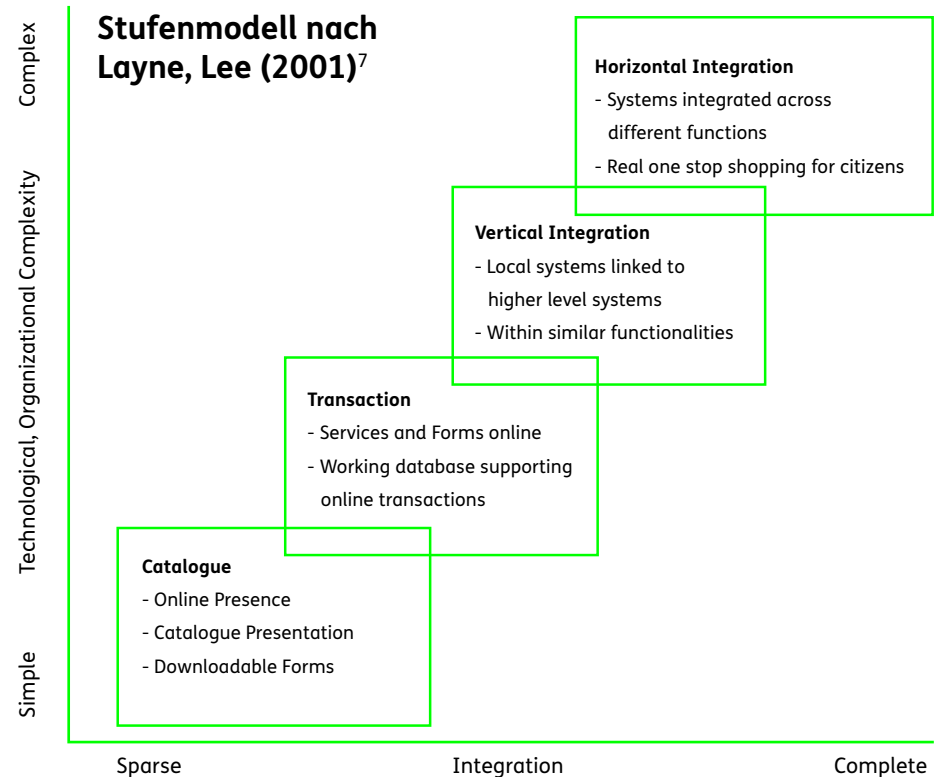 Stufenmodell nach
Layne, Lee (2001)7
Complex
Technological, Organizational Complexity
Simple
Horizontal Integration
- Systems integrated across
different functions
- Real one stop shopping for citizens
Vertical Integration
- Local systems linked to
higher level systems
- Within similar functionalities
Transaction
- Services and Forms online
- Working database supporting
online transactions
Catalogue
- Online Presence
- Catalogue Presentation
- Downloadable Forms
Sparse
Integration
Complete